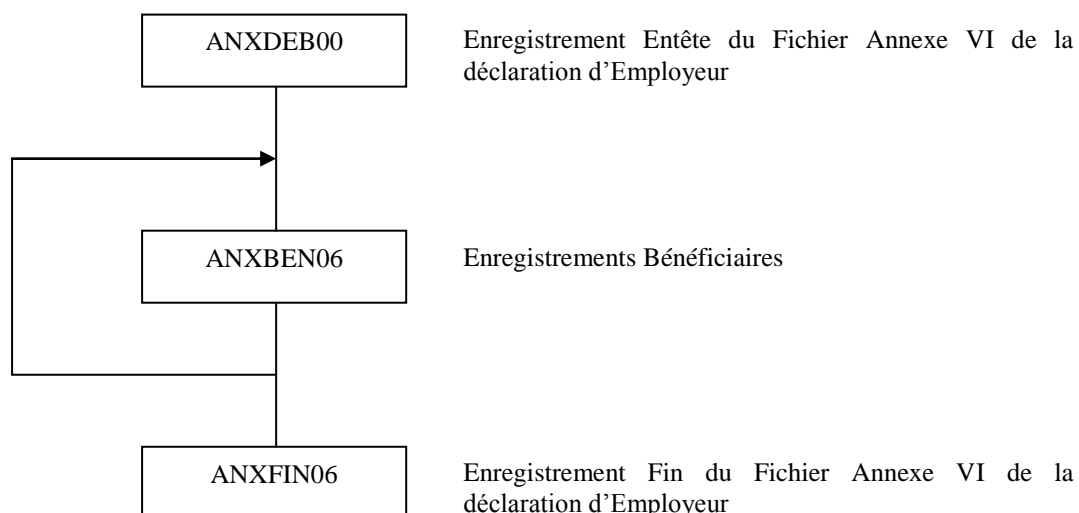 ANXDEB00
Enregistrement Entête du Fichier Annexe VI de la
déclaration d’Employeur
ANXBEN06
Enregistrements Bénéficiaires
ANXFIN06
Enregistrement Fin du Fichier Annexe VI de la
déclaration d’Employeur